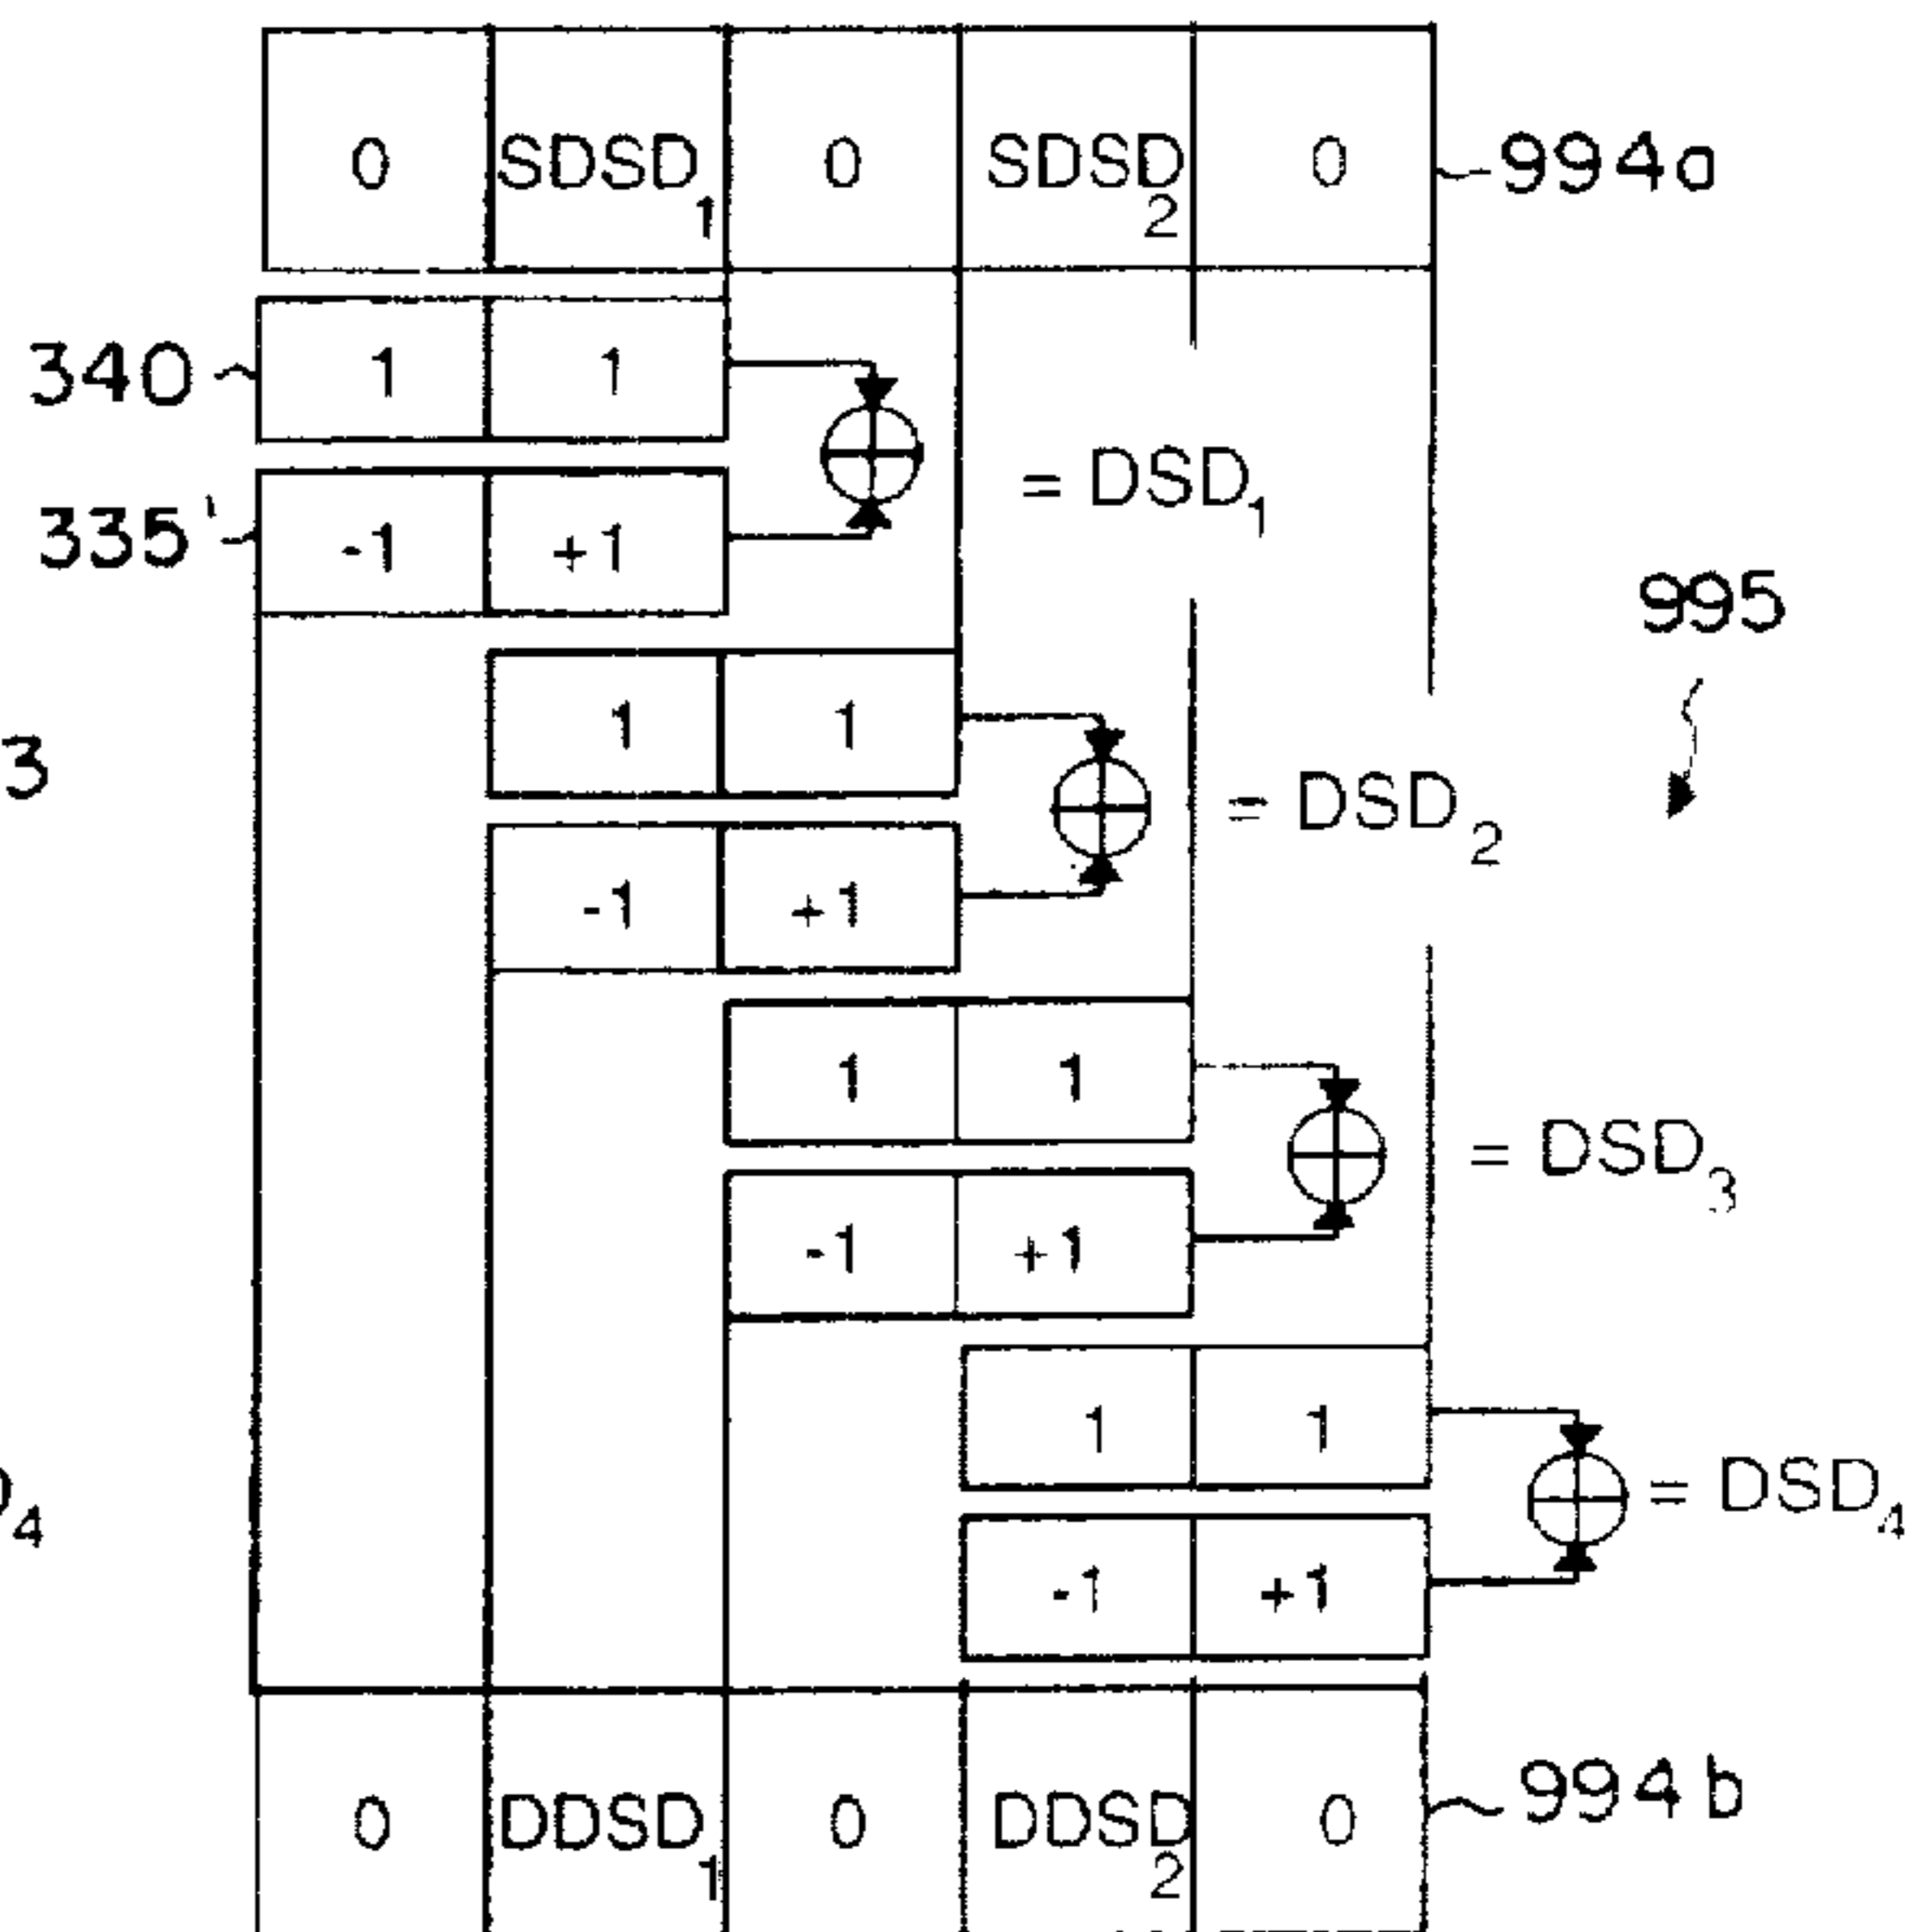 0 SDSD1 0 SDSD2 0 994a
340 1 1
= DSD1
335' -1 +1
995
1 1
3
= DSD2
-1 +1
1 1
= DSD3
-1 +1
1 1
4
= DSD4
-1 +1
0 DDSD1 0 DDSD2 0 994b